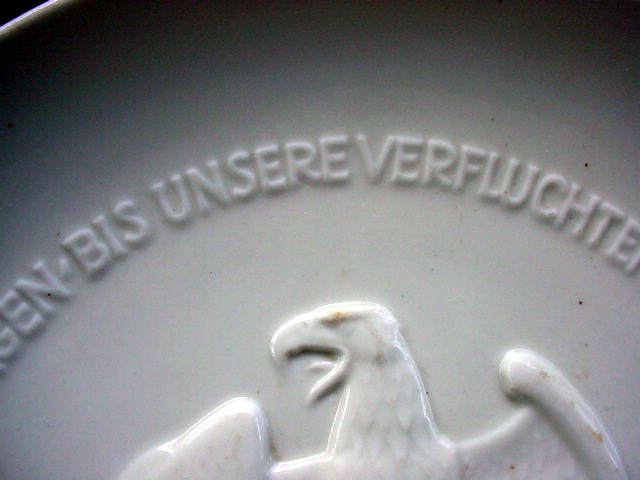 GEN · BIS UNSERE VERFLUCHTEN